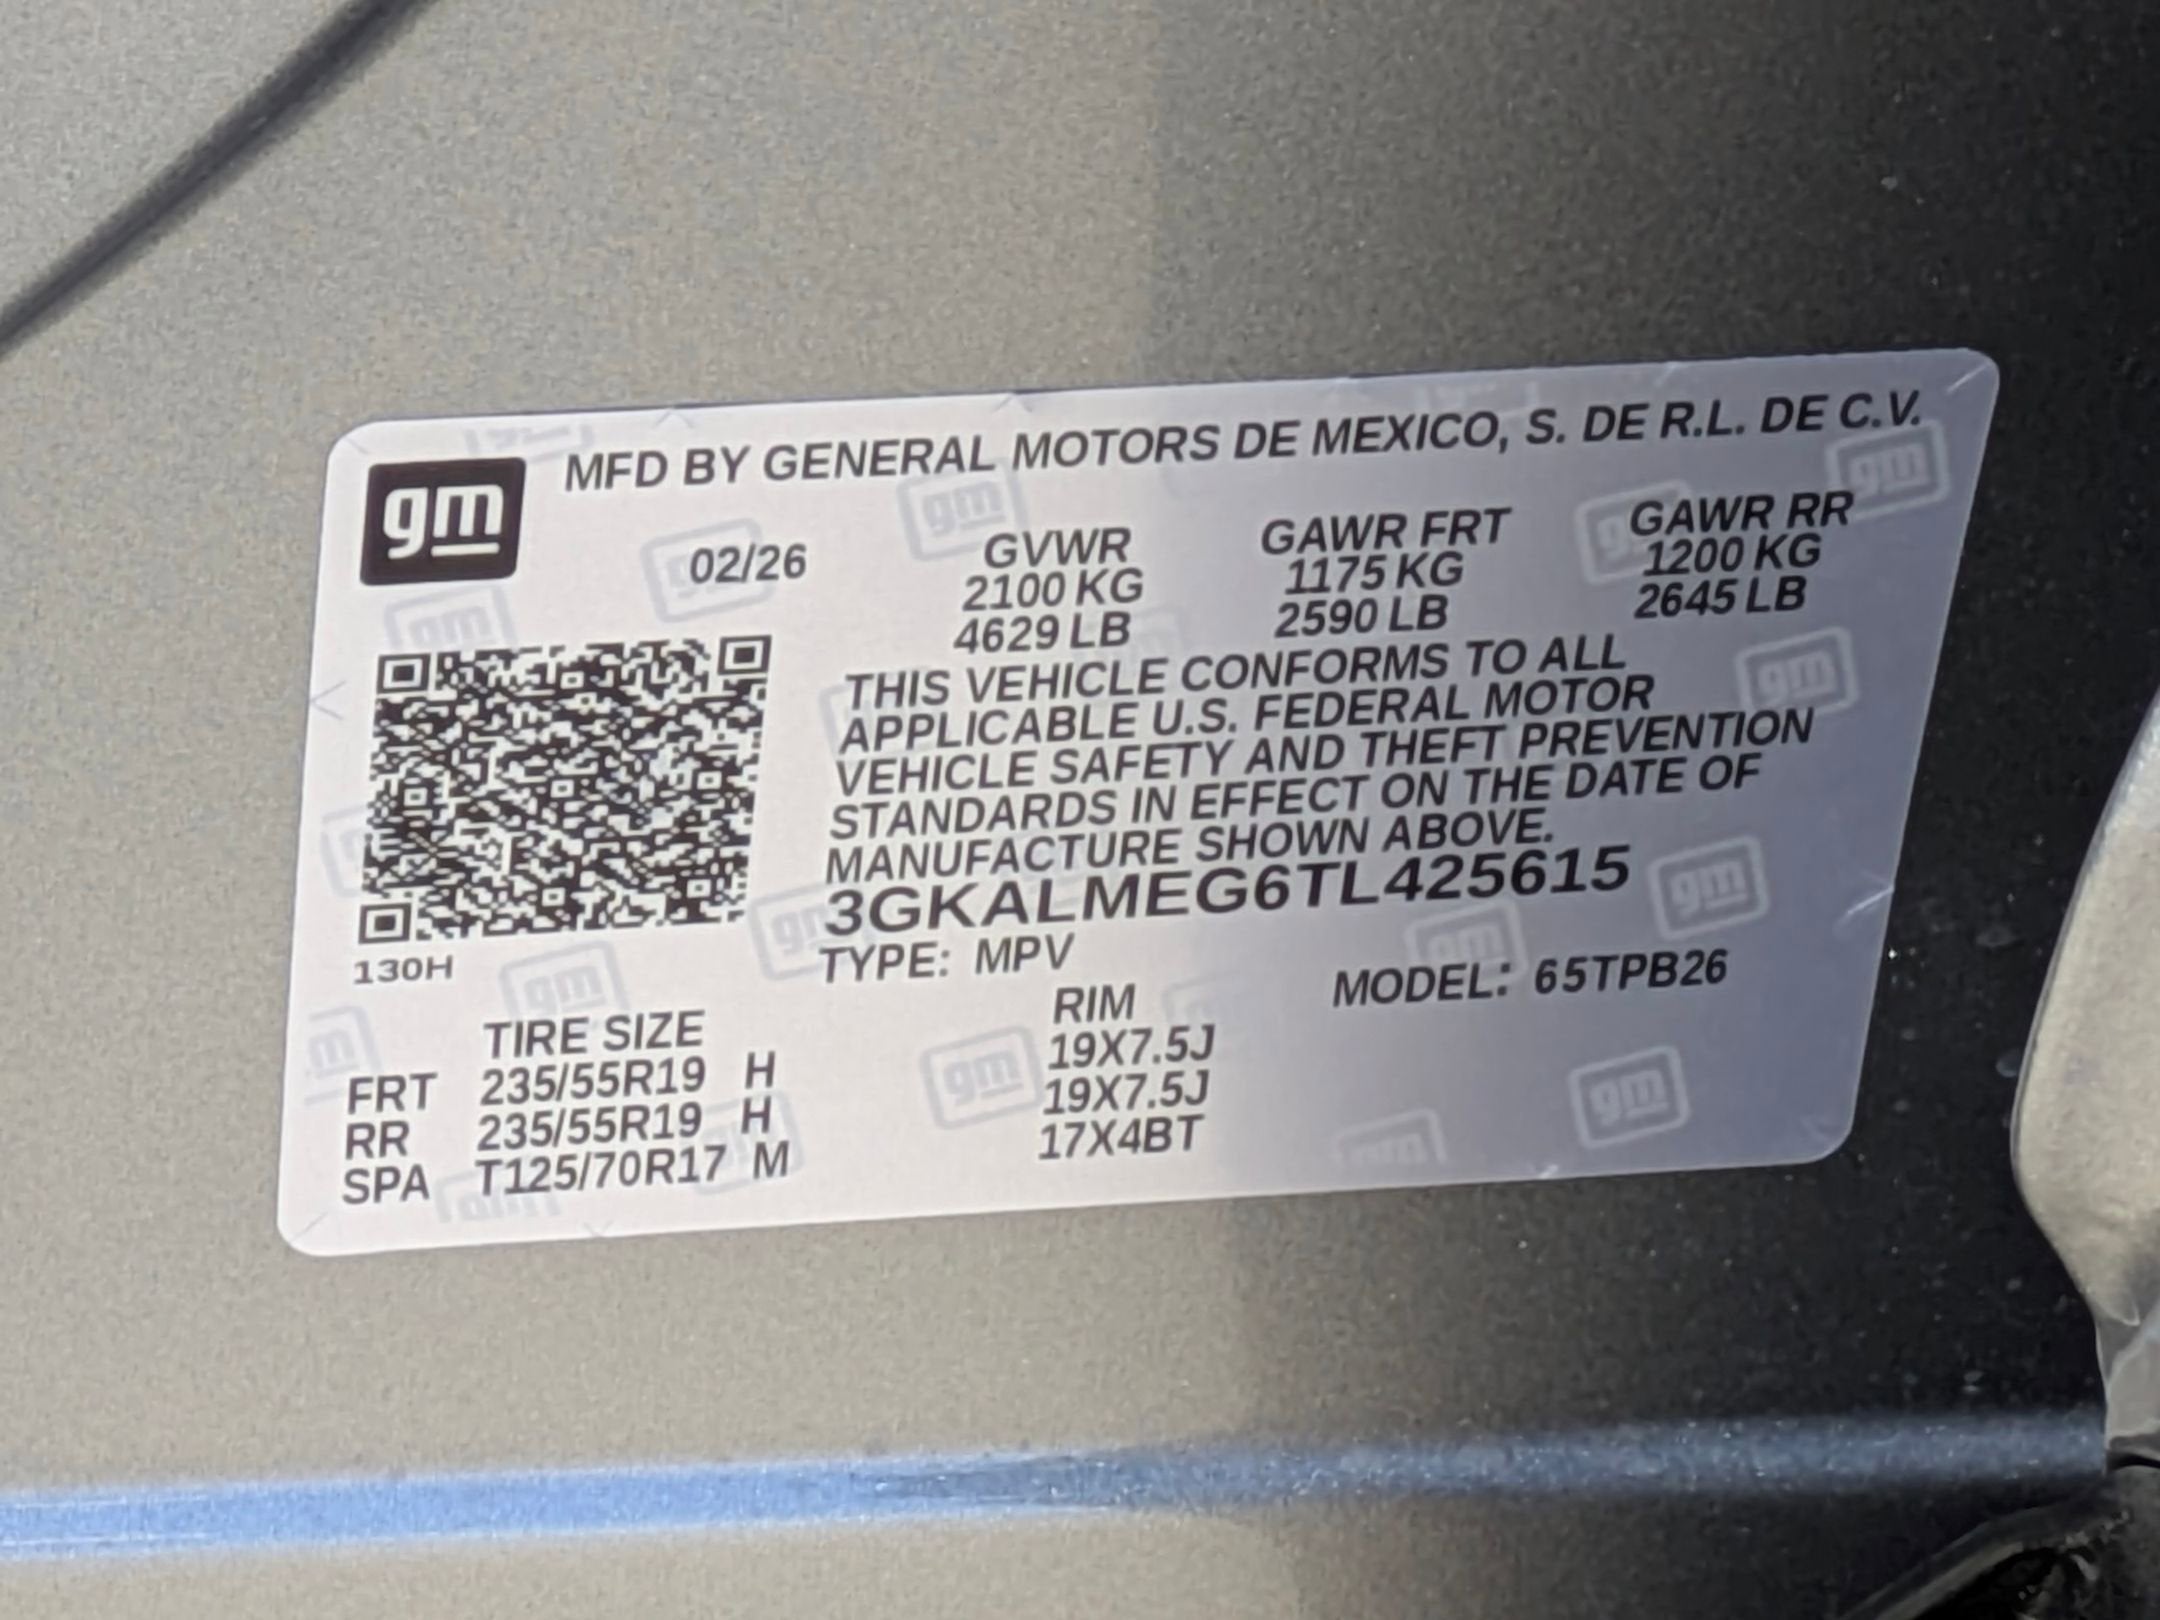 gm
MFD BY GENERAL MOTORS DE MEXICO, S. DE R.L. DE C.V.
02/26 GVWR GAWR FRT GAWR RR
2100 KG 1175 KG 1200 KG
4629 LB 2590 LB 2645 LB
THIS VEHICLE CONFORMS TO ALL
APPLICABLE U.S. FEDERAL MOTOR
VEHICLE SAFETY AND THEFT PREVENTION
STANDARDS IN EFFECT ON THE DATE OF
MANUFACTURE SHOWN ABOVE.
3GKALMEG6TL425615
130H
TYPE: MPV MODEL: 65TPB26
TIRE SIZE RIM
FRT 235/55R19 H 19X7.5J
RR 235/55R19 H 19X7.5J
SPA T125/70R17 M 17X4BT